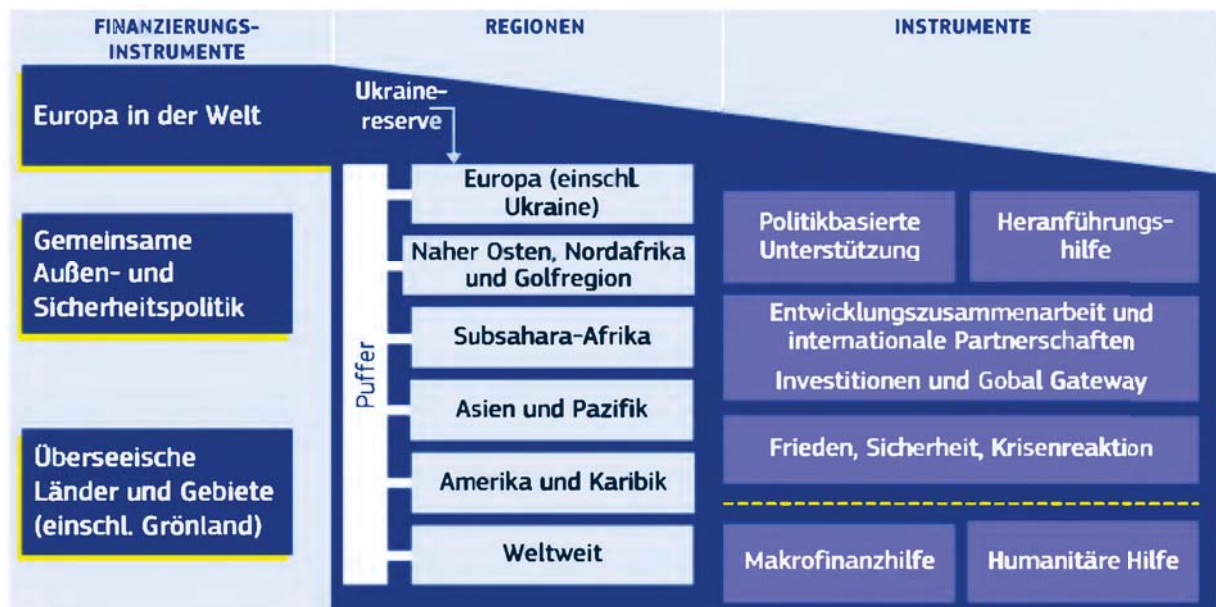 FINANZIERUNGS-
INSTRUMENTE
REGIONEN
INSTRUMENTE
Europa in der Welt
Gemeinsame
Außen- und
Sicherheitspolitik
Überseeische
Länder und Gebiete
(einschl. Grönland)
Ukraine-
reserve
Puffer
Europa (einschl.
Ukraine)
Naher Osten, Nordafrika
und Golfregion
Subsahara-Afrika
Asien und Pazifik
Amerika und Karibik
Weltweit
Politikbasierte
Unterstützung
Heranführungs-
hilfe
Entwicklungszusammenarbeit und
internationale Partnerschaften
Investitionen und Gobal Gateway
Frieden, Sicherheit, Krisenreaktion
Makrofinanzhilfe
Humanitäre Hilfe